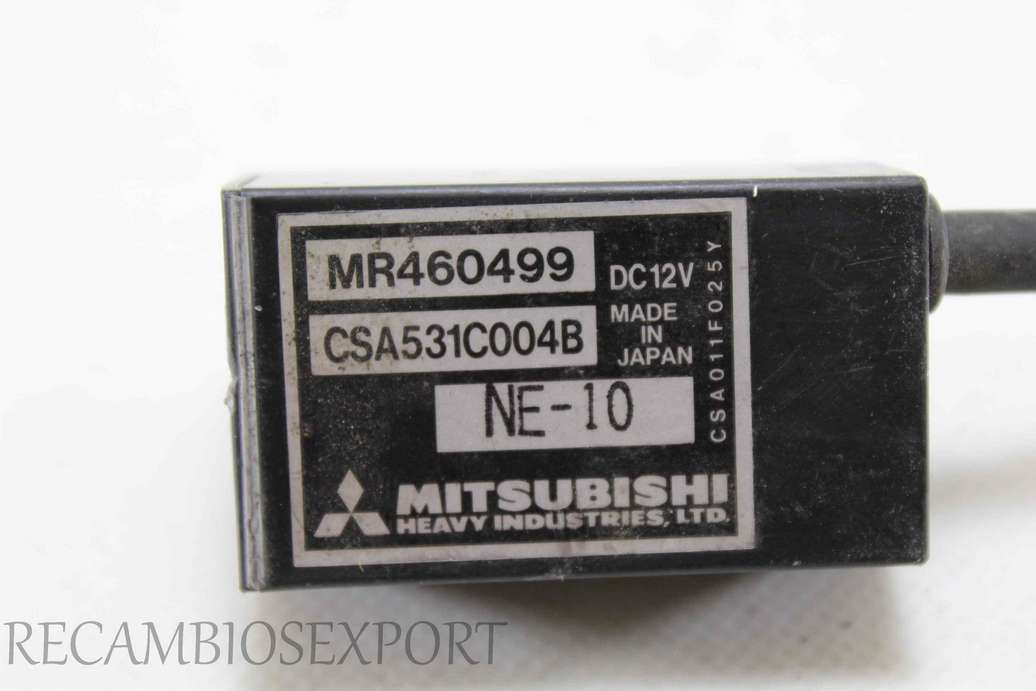 MR460499
DC12V
CSA531C004B
MADE
IN
JAPAN
NE-10
CSA011F025Y
MITSUBISHI
HEAVY INDUSTRIES, LTD.
RECAMBIOSEXPORT